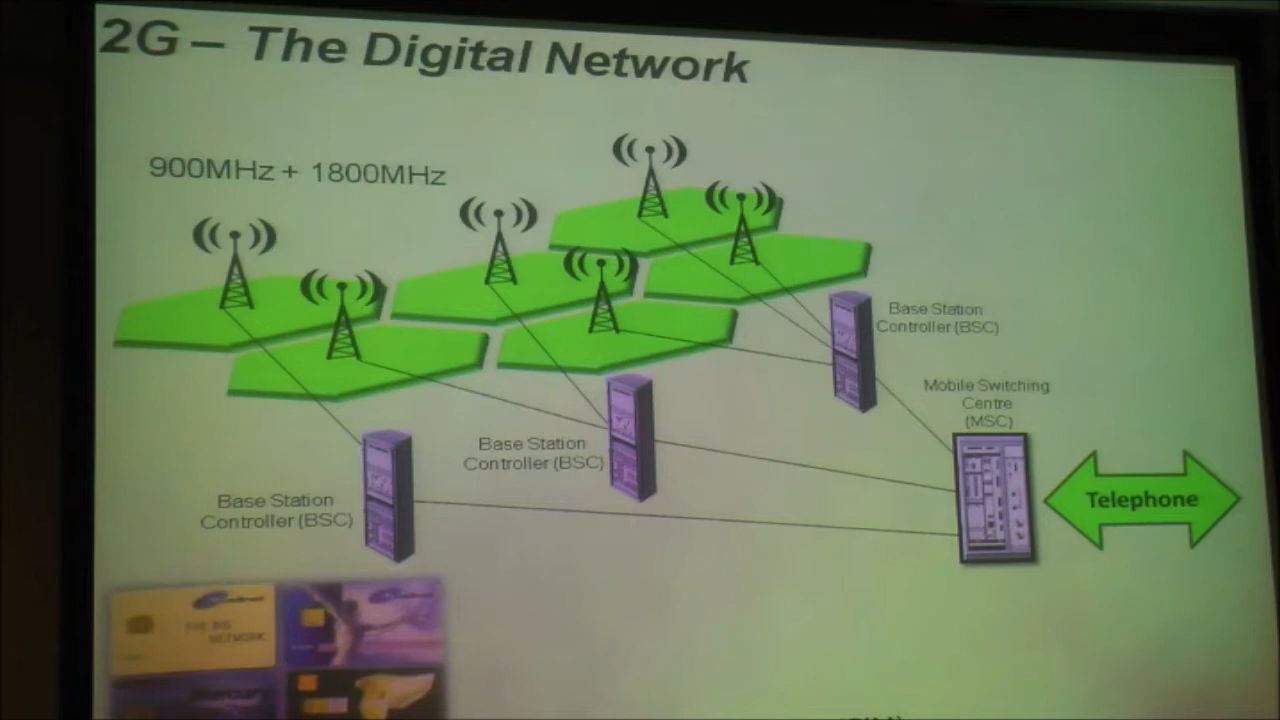 2G – The Digital Network
900MHz + 1800MHz
Base Station
Controller (BSC)
Mobile Switching
Centre
(MSC)
Base Station
Controller (BSC)
Telephone
Base Station
Controller (BSC)
THE BIG
NETWORK